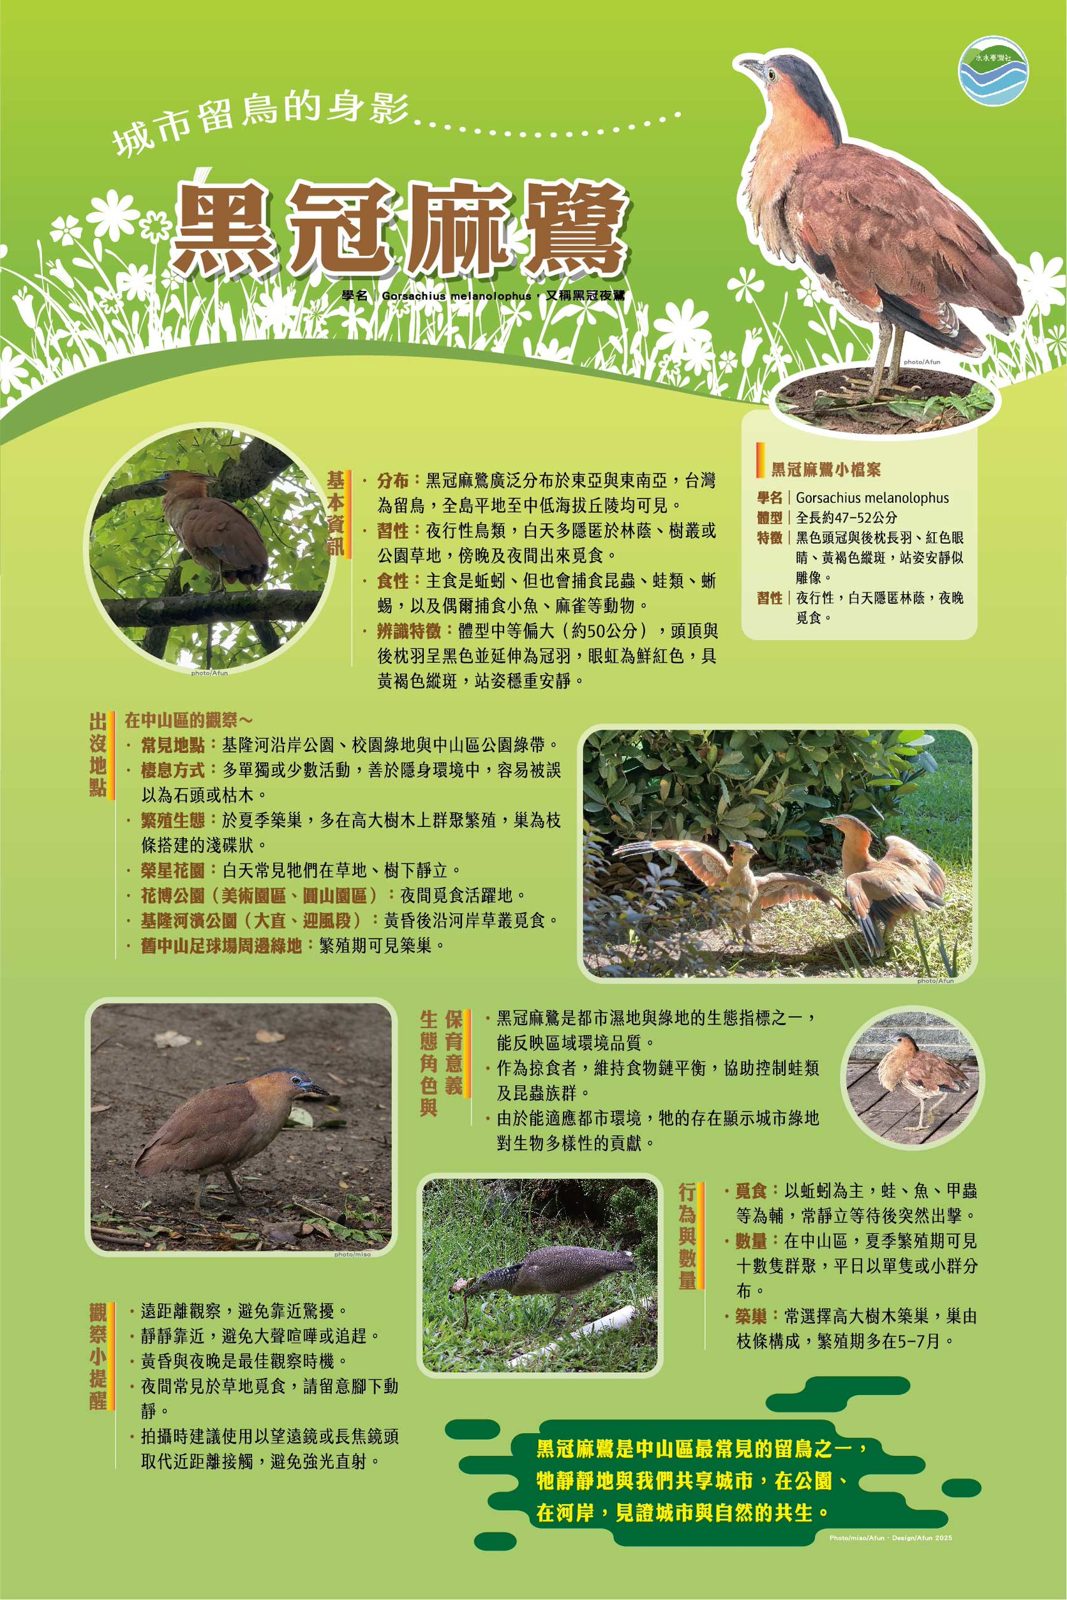 水水臺灣社
城市留鳥的身影
黑冠麻鷺
學名｜Gorsachius melanolophus，又稱黑冠夜鷺
photo/Afun
黑冠麻鷺小檔案
學名｜Gorsachius melanolophus
體型｜全長約47-52公分
特徵｜黑色頭冠與後枕長羽、紅色眼
睛、黃褐色縱斑，站姿安靜似
雕像。
習性｜夜行性，白天隱匿林蔭，夜晚
覓食。
photo/Afun
基本資訊
· 分布：黑冠麻鷺廣泛分布於東亞與東南亞，台灣
為留鳥，全島平地至中低海拔丘陵均可見。
· 習性：夜行性鳥類，白天多隱匿於林蔭、樹叢或
公園草地，傍晚及夜間出來覓食。
· 食性：主食是蚯蚓、但也會捕食昆蟲、蛙類、蜥
蜴，以及偶爾捕食小魚、麻雀等動物。
· 辨識特徵：體型中等偏大（約50公分），頭頂與
後枕羽呈黑色並延伸為冠羽，眼虹為鮮紅色，具
黃褐色縱斑，站姿穩重安靜。
出沒地點
在中山區的觀察～
· 常見地點：基隆河沿岸公園、校園綠地與中山區公園綠帶。
· 棲息方式：多單獨或少數活動，善於隱身環境中，容易被誤
以為石頭或枯木。
· 繁殖生態：於夏季築巢，多在高大樹木上群聚繁殖，巢為枝
條搭建的淺碟狀。
· 榮星花園：白天常見牠們在草地、樹下靜立。
· 花博公園（美術園區、圓山園區）：夜間覓食活躍地。
· 基隆河濱公園（大直、迎風段）：黃昏後沿河岸草叢覓食。
· 舊中山足球場周邊綠地：繁殖期可見築巢。
photo/Afun
photo/miso
生態角色與
保育意義
· 黑冠麻鷺是都市濕地與綠地的生態指標之一，
能反映區域環境品質。
· 作為掠食者，維持食物鏈平衡，協助控制蛙類
及昆蟲族群。
· 由於能適應都市環境，牠的存在顯示城市綠地
對生物多樣性的貢獻。
行為與數量
· 覓食：以蚯蚓為主，蛙、魚、甲蟲
等為輔，常靜立等待後突然出擊。
· 數量：在中山區，夏季繁殖期可見
十數隻群聚，平日以單隻或小群分
布。
· 築巢：常選擇高大樹木築巢，巢由
枝條構成，繁殖期多在5-7月。
觀察小提醒
· 遠距離觀察，避免靠近驚擾。
· 靜靜靠近，避免大聲喧嘩或追趕。
· 黃昏與夜晚是最佳觀察時機。
· 夜間常見於草地覓食，請留意腳下動
靜。
· 拍攝時建議使用以望遠鏡或長焦鏡頭
取代近距離接觸，避免強光直射。
黑冠麻鷺是中山區最常見的留鳥之一，
牠靜靜地與我們共享城市，在公園、
在河岸，見證城市與自然的共生。
Photo/miso/Afun · Design/Afun 2025